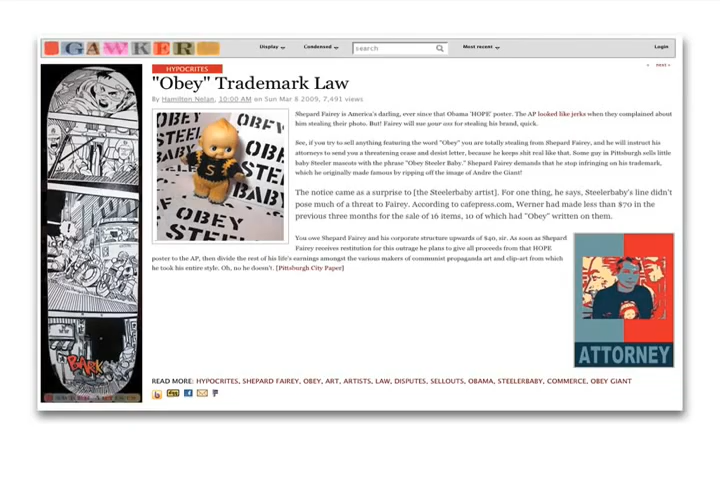 GAWKER
Display
Condensed
search
Most recent
Login
HYPOCRITES
« next »
"Obey" Trademark Law
By Hamilton Nolan, 10:00 AM on Sun Mar 8 2009, 7,491 views
Shepard Fairey is America's darling, ever since that Obama 'HOPE' poster. The AP looked like jerks when they complained about
him stealing their photo. But! Fairey will sue your ass for stealing his brand, quick.
See, if you try to sell anything featuring the word "Obey" you are totally stealing from Shepard Fairey, and he will instruct his
attorneys to send you a threatening cease and desist letter, because he keeps shit real like that. Some guy in Pittsburgh sells little
baby Steeler mascots with the phrase "Obey Steeler Baby." Shepard Fairey demands that he stop infringing on his trademark,
which he originally made famous by ripping off the image of Andre the Giant!
The notice came as a surprise to [the Steelerbaby artist]. For one thing, he says, Steelerbaby's line didn't
pose much of a threat to Fairey. According to cafepress.com, Werner had made less than $70 in the
previous three months for the sale of 16 items, 10 of which had "Obey" written on them.
You owe Shepard Fairey and his corporate structure upwards of $40, sir. As soon as Shepard
Fairey receives restitution for this outrage he plans to give all proceeds from that HOPE
poster to the AP, then divide the rest of his life's earnings amongst the various makers of communist propaganda art and clip-art from which
he took his entire style. Oh, no he doesn't. [Pittsburgh City Paper]
OBEY
STEELER
BABY
OBEY
STEE
BABY
S
OBEY
STEELE
ATTORNEY
BARK
READ MORE: HYPOCRITES, SHEPARD FAIREY, OBEY, ART, ARTISTS, LAW, DISPUTES, SELLOUTS, OBAMA, STEELERBABY, COMMERCE, OBEY GIANT
digg